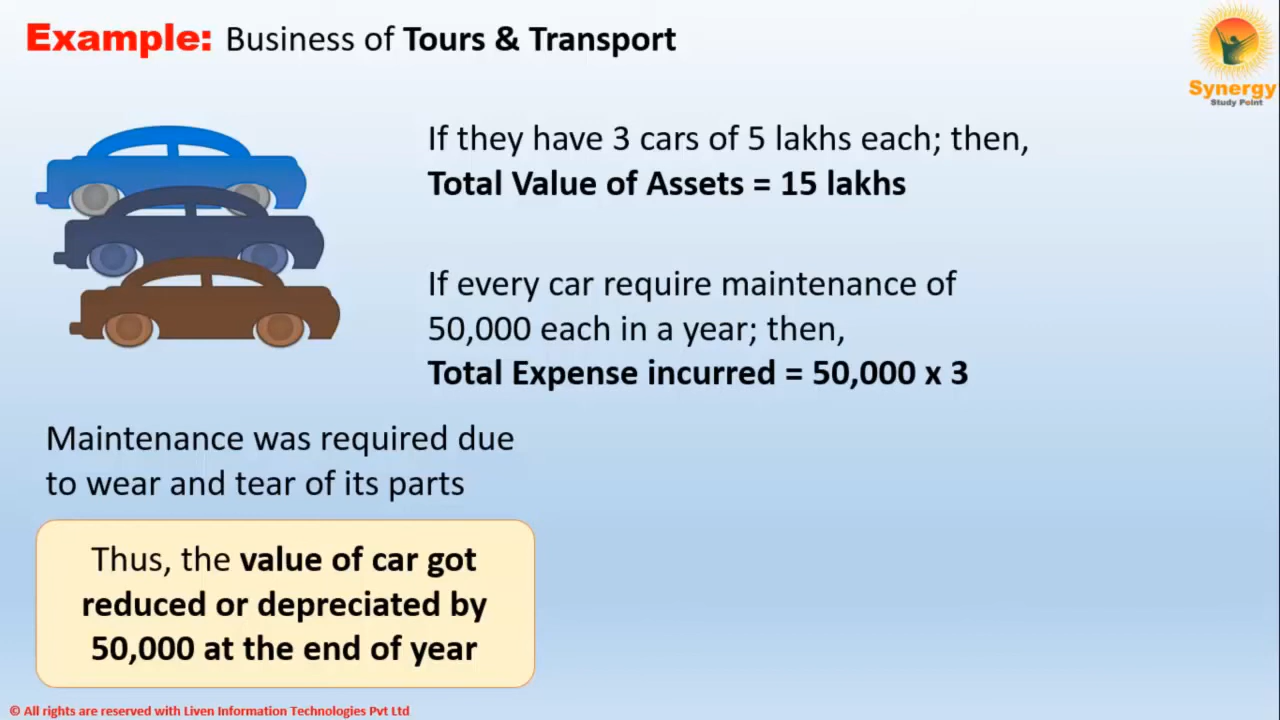 Example: Business of Tours & Transport
Synergy
Study Point
If they have 3 cars of 5 lakhs each; then,
Total Value of Assets = 15 lakhs
If every car require maintenance of
50,000 each in a year; then,
Total Expense incurred = 50,000 x 3
Maintenance was required due
to wear and tear of its parts
Thus, the value of car got
reduced or depreciated by
50,000 at the end of year
© All rights are reserved with Liven Information Technologies Pvt Ltd